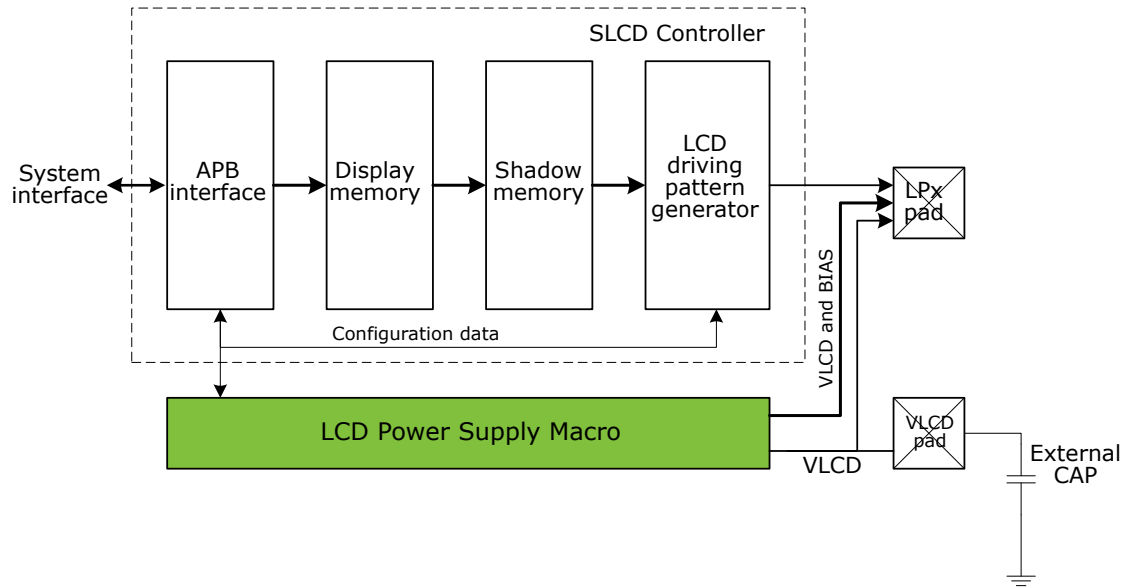 SLCD Controller
System
interface
APB
interface
Display
memory
Shadow
memory
LCD
driving
pattern
generator
LPx
pad
Configuration data
VLCD and BIAS
LCD Power Supply Macro
VLCD
VLCD
pad
External
CAP